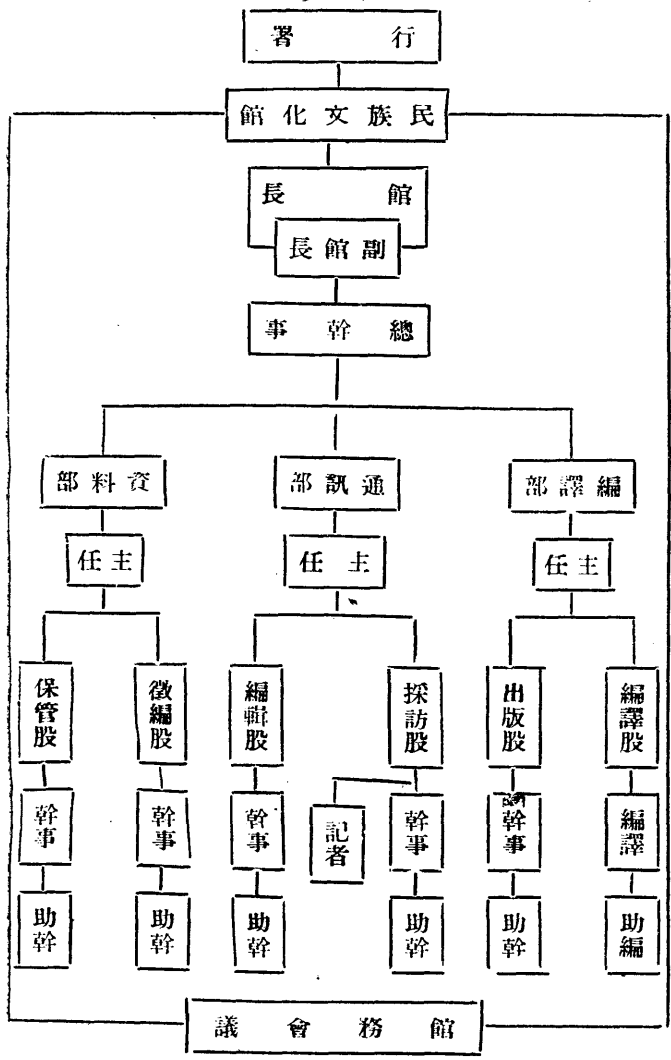 行署
民族文化館
館長
副館長
總幹事
編譯部
通訊部
資料部
主任
主任
主任
編譯股
出版股
採訪股
編輯股
徵編股
保管股
編譯
幹事
幹事
記者
幹事
幹事
幹事
助編
助幹
助幹
助幹
助幹
助幹
館務會議